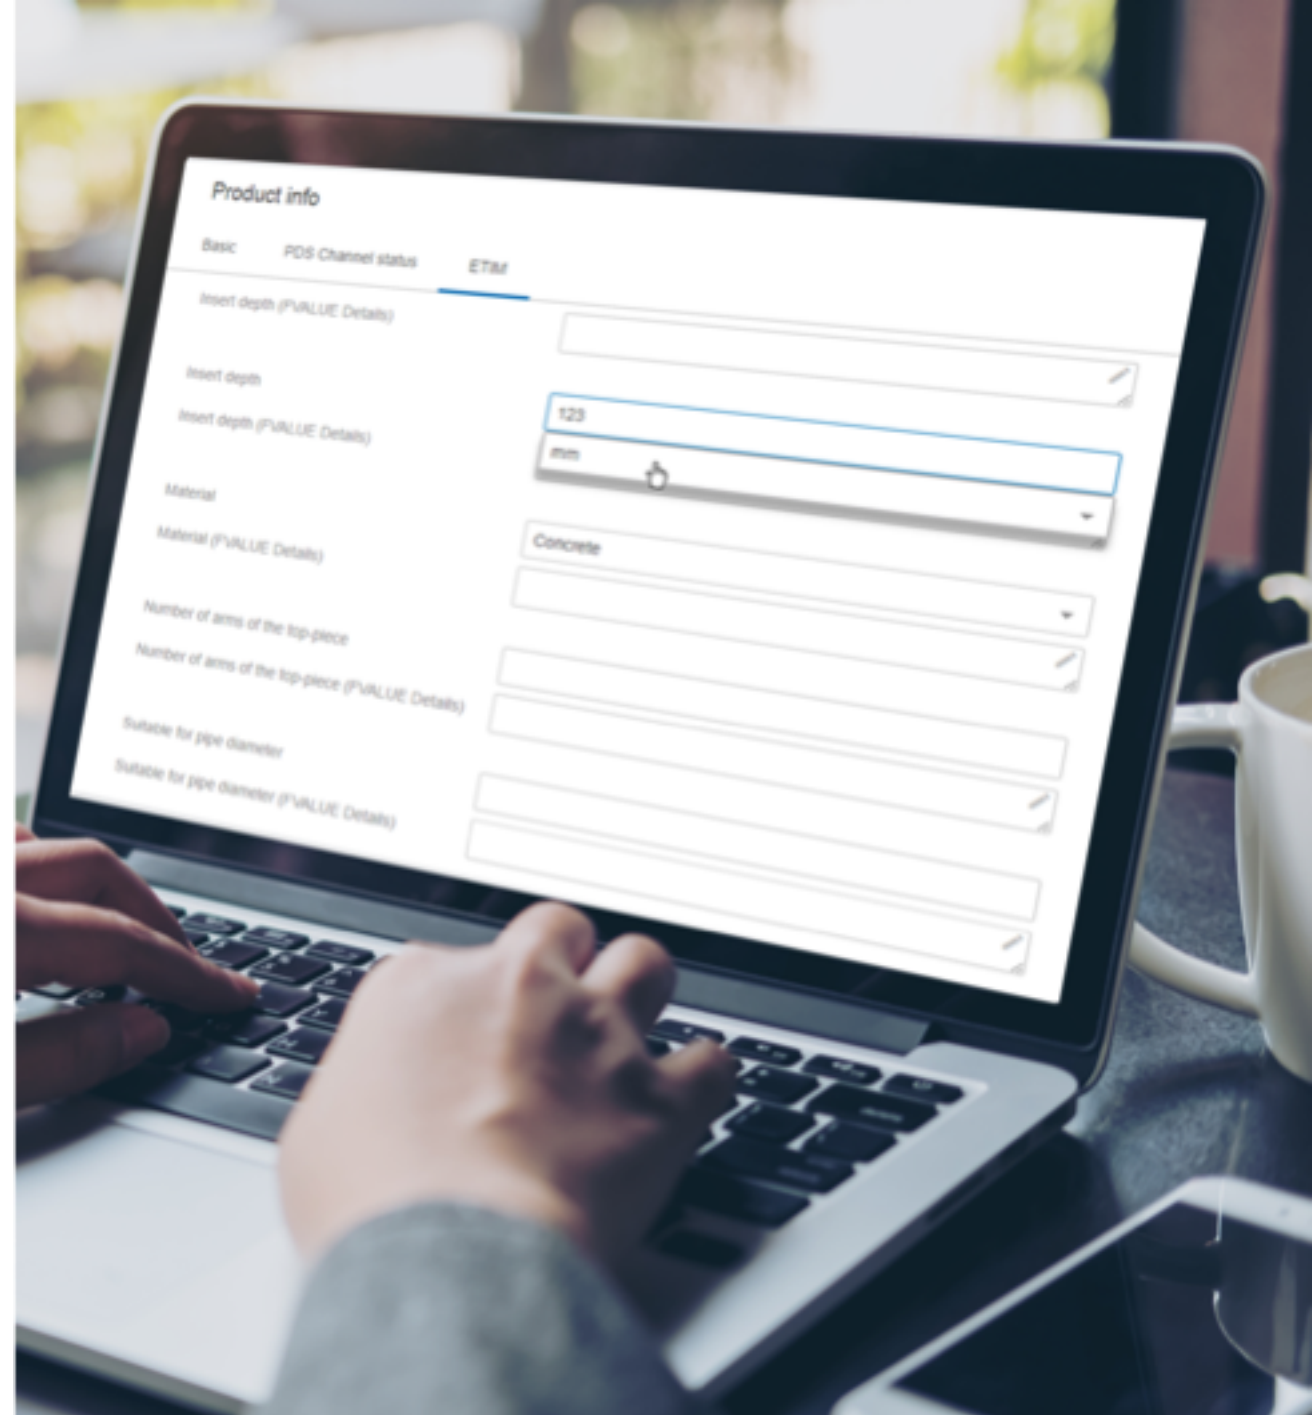 Product info
Basic PDS Channel status ETIM
Insert depth (FVALUE Details)
Insert depth
123
Insert depth (FVALUE Details)
mm
Material
Concrete
Material (FVALUE Details)
Number of arms of the top-piece
Number of arms of the top-piece (FVALUE Details)
Suitable for pipe diameter
Suitable for pipe diameter (FVALUE Details)